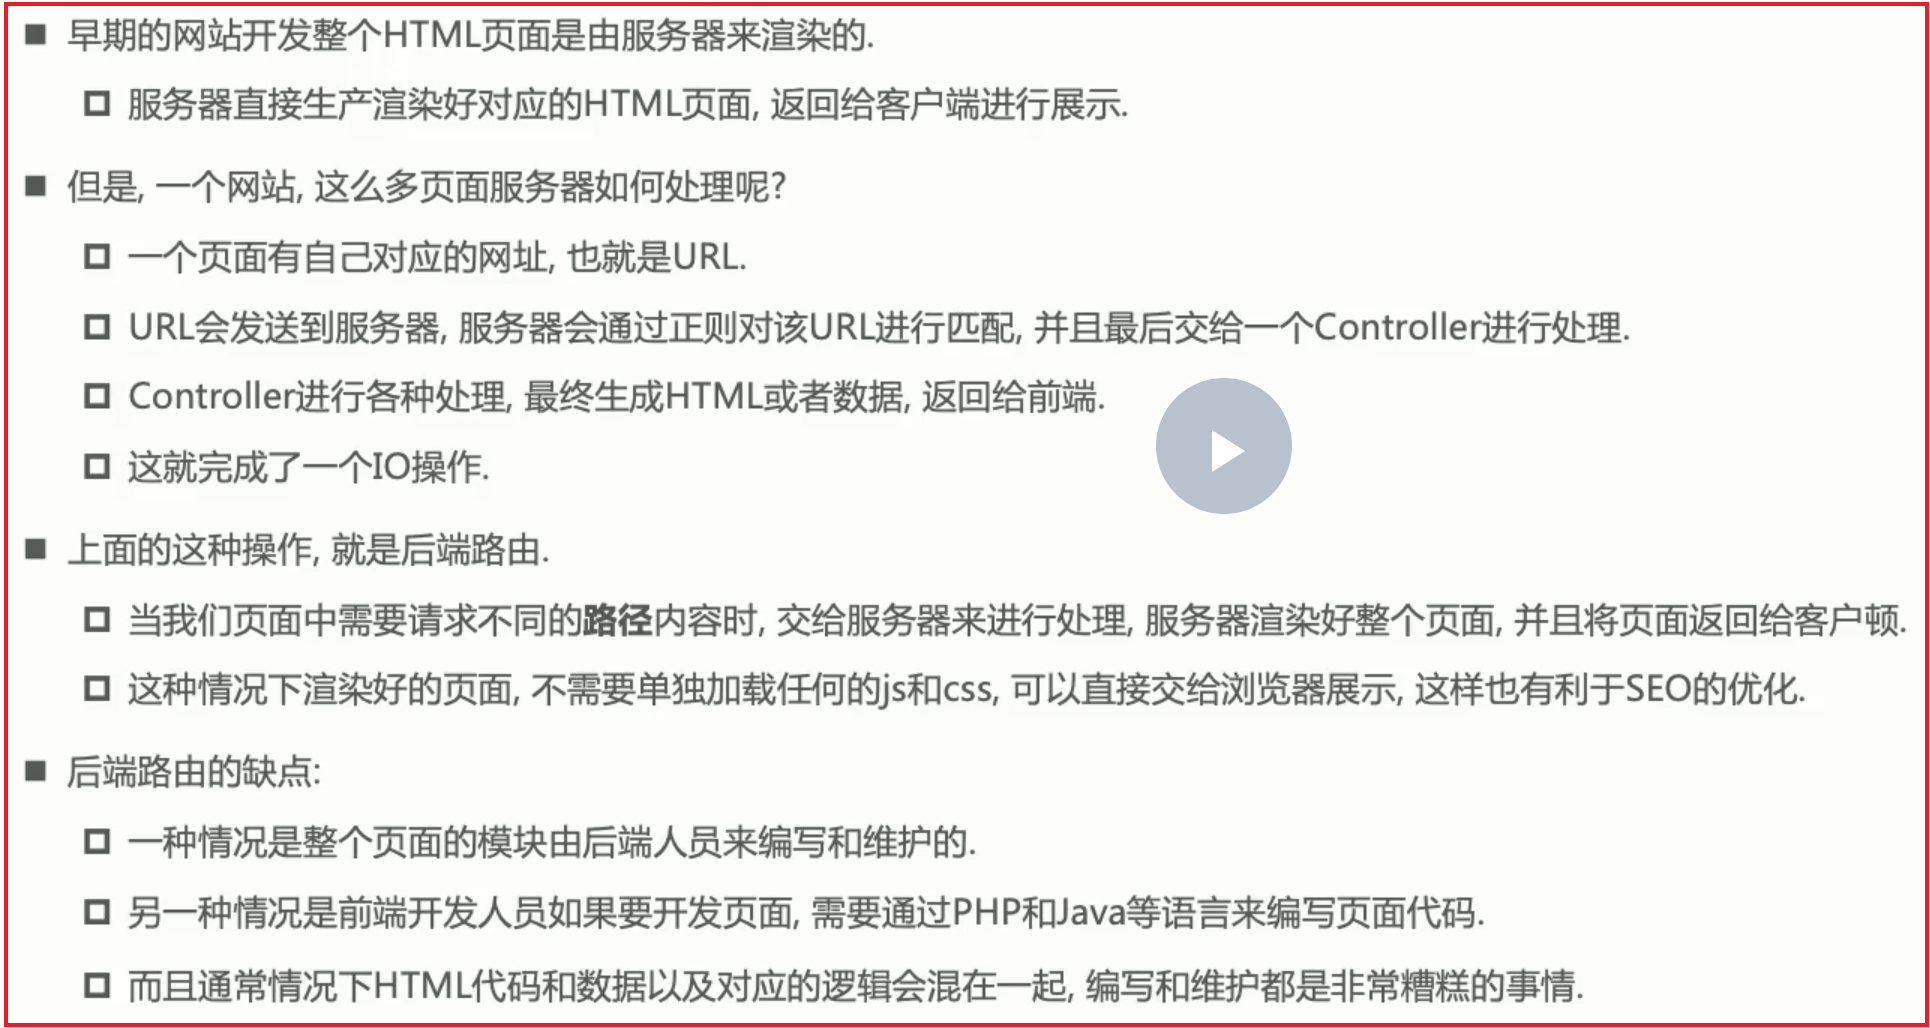 ■ 早期的网站开发整个HTML页面是由服务器来渲染的.
□ 服务器直接生产渲染好对应的HTML页面, 返回给客户端进行展示.
■ 但是, 一个网站, 这么多页面服务器如何处理呢?
□ 一个页面有自己对应的网址, 也就是URL.
□ URL会发送到服务器, 服务器会通过正则对该URL进行匹配, 并且最后交给一个Controller进行处理.
□ Controller进行各种处理, 最终生成HTML或者数据, 返回给前端.
□ 这就完成了一个IO操作.
■ 上面的这种操作, 就是后端路由.
□ 当我们页面中需要请求不同的路径内容时, 交给服务器来进行处理, 服务器渲染好整个页面, 并且将页面返回给客户顿.
□ 这种情况下渲染好的页面, 不需要单独加载任何的js和css, 可以直接交给浏览器展示, 这样也有利于SEO的优化.
■ 后端路由的缺点:
□ 一种情况是整个页面的模块由后端人员来编写和维护的.
□ 另一种情况是前端开发人员如果要开发页面, 需要通过PHP和Java等语言来编写页面代码.
□ 而且通常情况下HTML代码和数据以及对应的逻辑会混在一起, 编写和维护都是非常糟糕的事情.